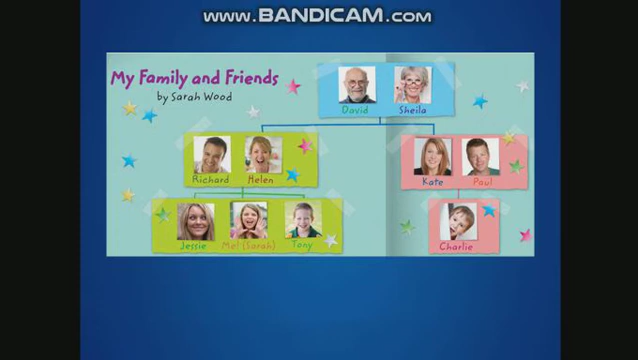 www.BANDICAM.com
My Family and Friends
by Sarah Wood
David
Sheila
Richard
Helen
Kate
Paul
Jessie
Me! (Sarah)
Tony
Charlie